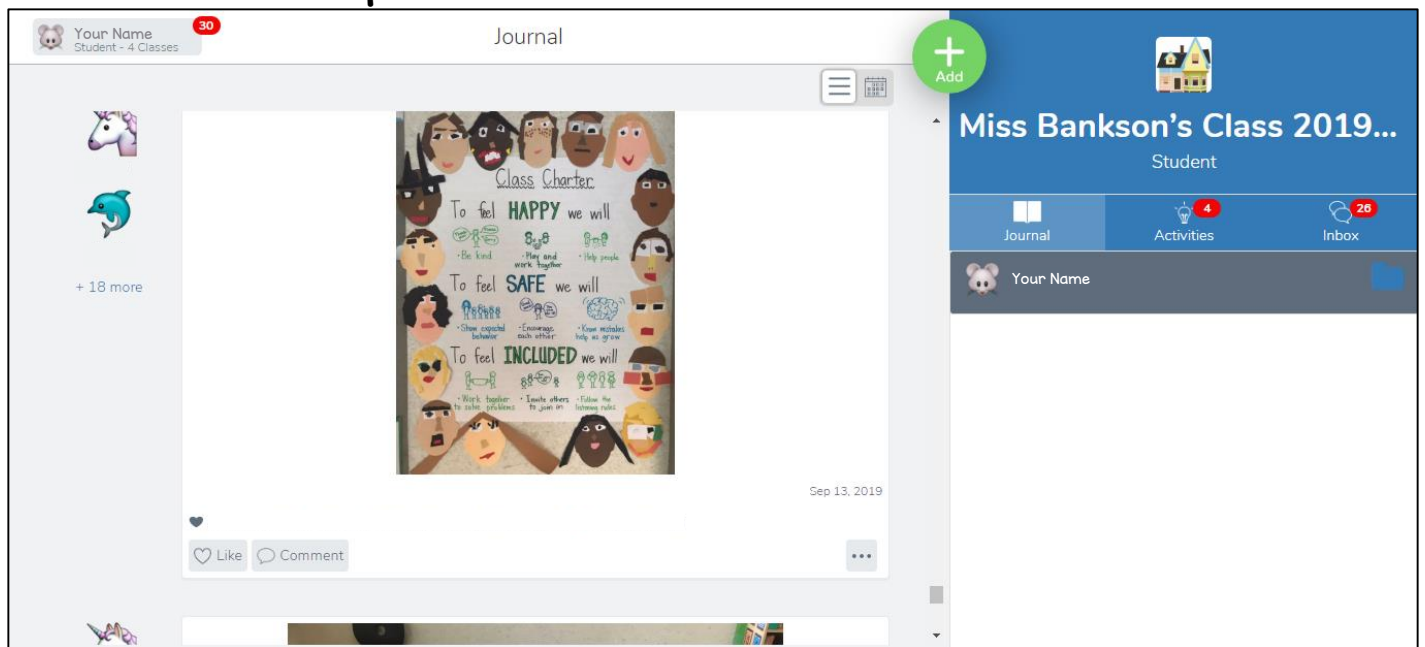 Your Name
Student - 4 Classes
30
Journal
Add
Miss Bankson's Class 2019...
Student
Journal
4
Activities
26
Inbox
Your Name
+ 18 more
Class Charter
To feel HAPPY we will
·Be kind
·Play and
work together
·Help people
To feel SAFE we will
·Show expected
behavior
·Encourage
each other
·Know mistakes
help us grow
To feel INCLUDED we will
·Work together
to solve problems
·Invite others
to join in
·Follow the
listening rules
Sep 13, 2019
Like
Comment